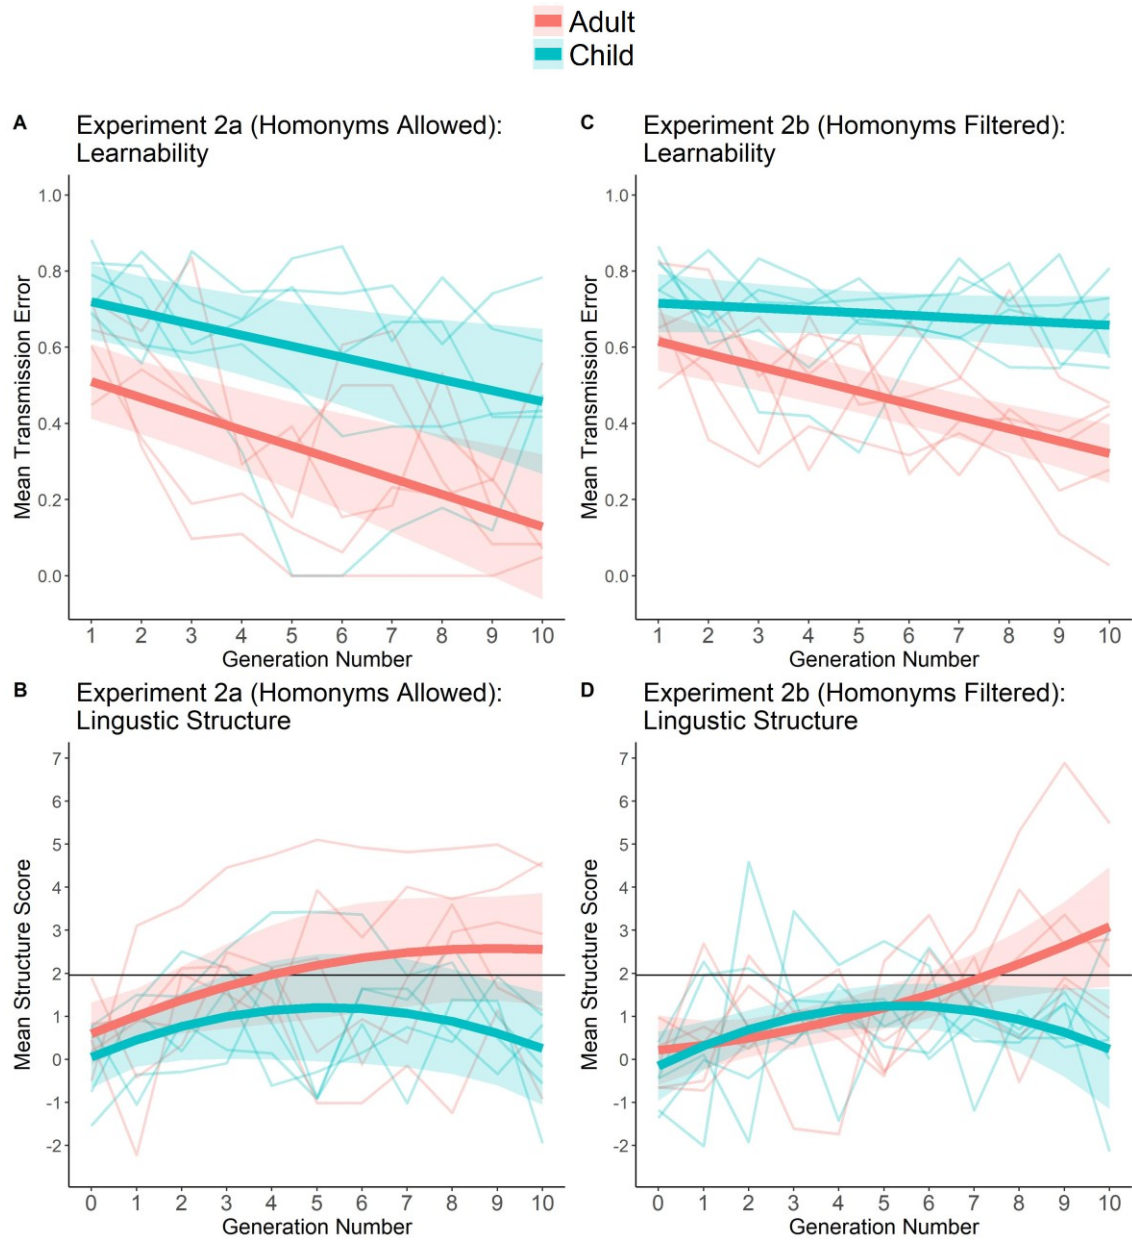 Adult
Child
A
Experiment 2a (Homonyms Allowed):
Learnability
Mean Transmission Error
1.0
0.8
0.6
0.4
0.2
0.0
1 2 3 4 5 6 7 8 9 10
Generation Number
C
Experiment 2b (Homonyms Filtered):
Learnability
Mean Transmission Error
1.0
0.8
0.6
0.4
0.2
0.0
1 2 3 4 5 6 7 8 9 10
Generation Number
B
Experiment 2a (Homonyms Allowed):
Lingustic Structure
Mean Structure Score
7
6
5
4
3
2
1
0
-1
-2
0 1 2 3 4 5 6 7 8 9 10
Generation Number
D
Experiment 2b (Homonyms Filtered):
Lingustic Structure
Mean Structure Score
7
6
5
4
3
2
1
0
-1
-2
0 1 2 3 4 5 6 7 8 9 10
Generation Number